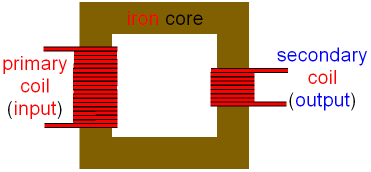 iron core
primary
coil
(input)
secondary
coil
(output)